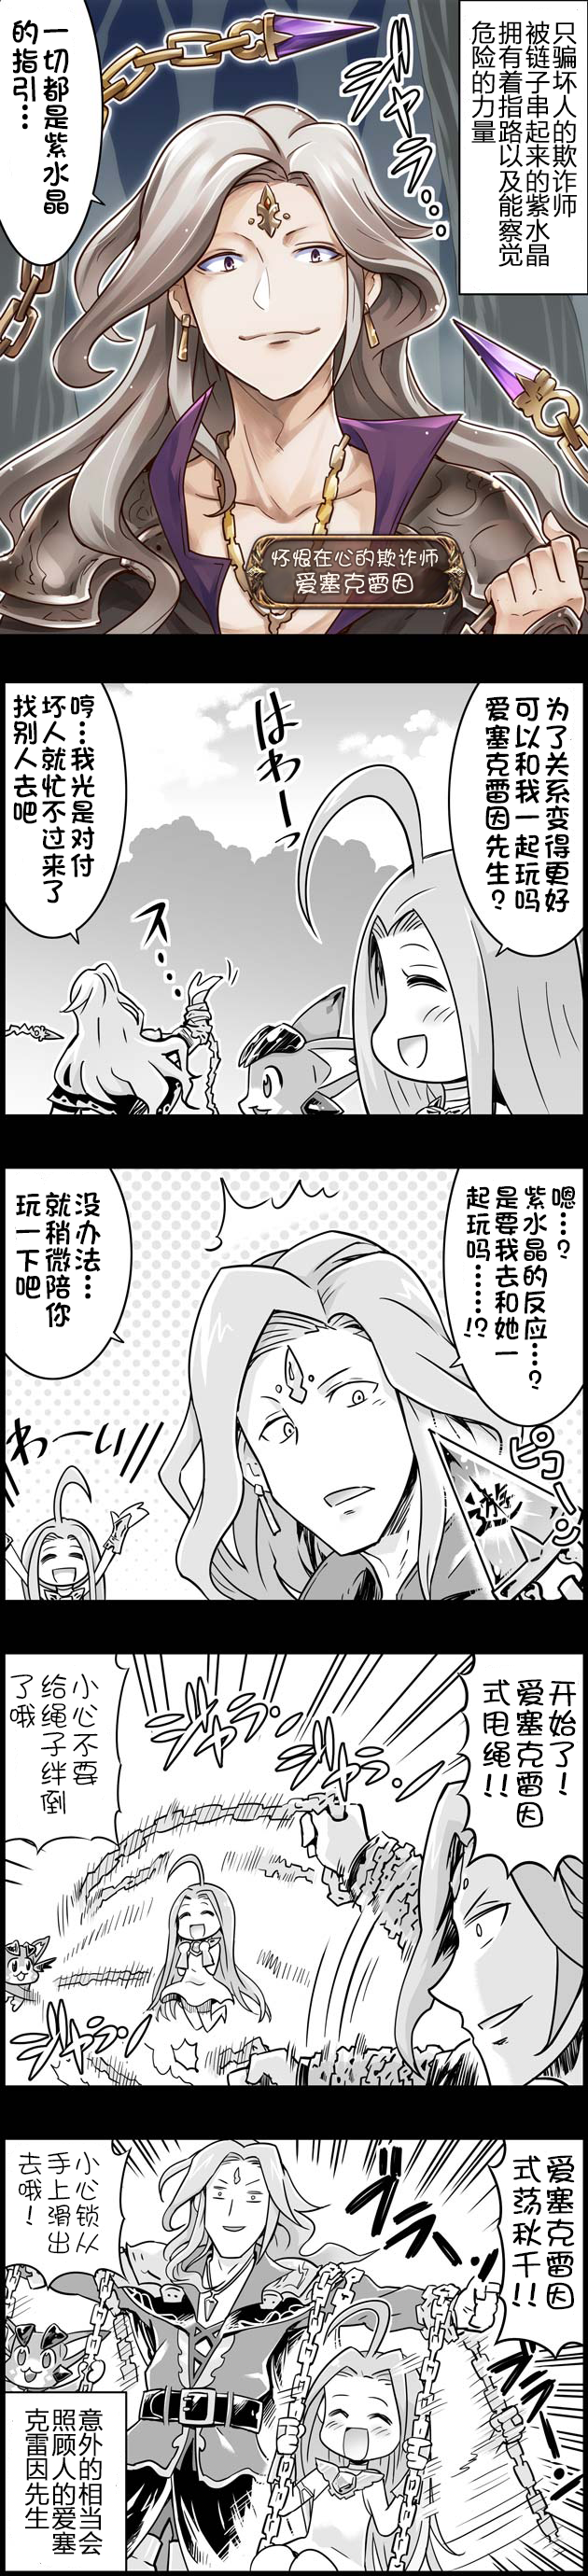 只骗坏人的欺诈师
被链子串起来的紫水晶
拥有着指路以及能察觉
危险的力量
ジャラ…
一切都是紫水晶
的指引…
怀恨在心的欺诈师
爱塞克雷因
为了关系变得更好
可以和我一起玩吗
爱塞克雷因先生?
はわーっ
哼…我光是对付
坏人就忙不过来了
找别人去吧
ス…
嗯…?
紫水晶的反应…?
是要我去和她一
起玩吗……!?
ピコーン
没办法…
就稍微陪你
玩一下吧
わーい!!
开始了!
爱塞克雷因
式甩绳!!
ジャラ
ジャラ
小心不要
给绳子绊倒
了哦
ジャラ
爱塞克雷因
式荡秋千!!
小心锁从
手上滑出
去哦!
意外的相当会
照顾人的爱塞
克雷因先生